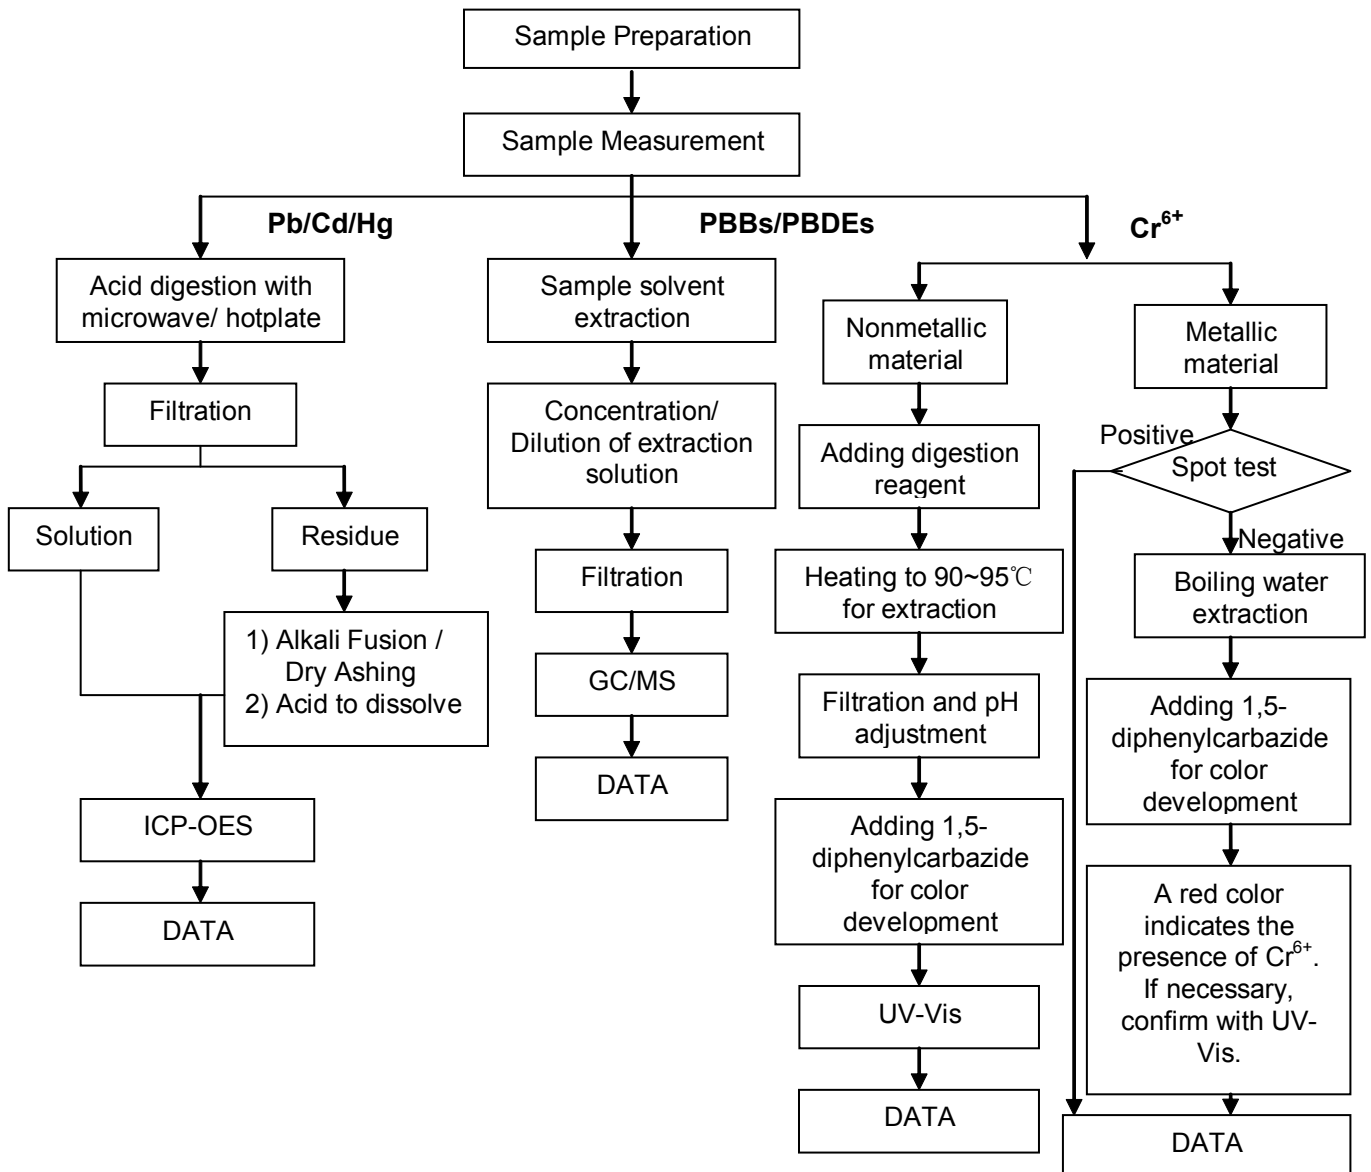 Sample Preparation
Sample Measurement
Pb/Cd/Hg
PBBs/PBDEs
Cr⁶⁺
Acid digestion with
microwave/ hotplate
Filtration
Solution
Residue
1) Alkali Fusion /
Dry Ashing
2) Acid to dissolve
ICP-OES
DATA
Sample solvent
extraction
Concentration/
Dilution of extraction
solution
Filtration
GC/MS
DATA
Nonmetallic
material
Adding digestion
reagent
Heating to 90~95℃
for extraction
Filtration and pH
adjustment
Adding 1,5-
diphenylcarbazide
for color
development
UV-Vis
DATA
Metallic
material
Positive
Spot test
Negative
Boiling water
extraction
Adding 1,5-
diphenylcarbazide
for color
development
A red color
indicates the
presence of Cr⁶⁺.
If necessary,
confirm with UV-
Vis.
DATA